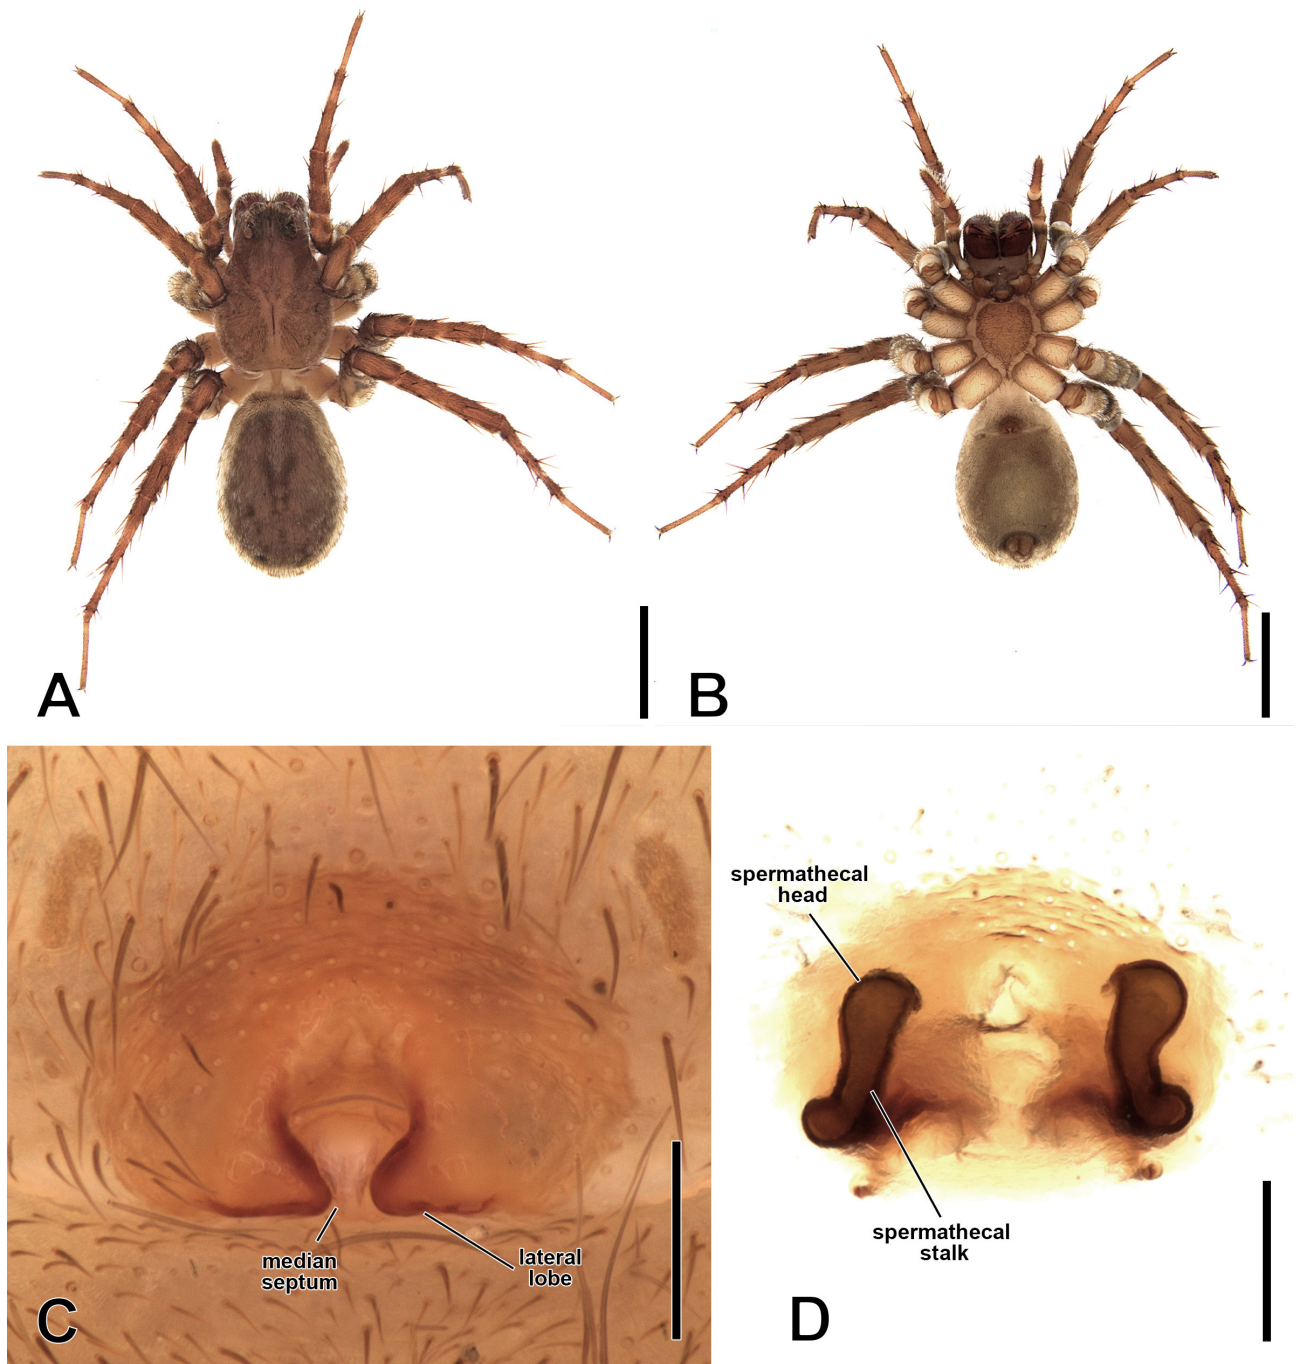 A
B
spermathecal
head
median
septum
lateral
lobe
spermathecal
stalk
C
D